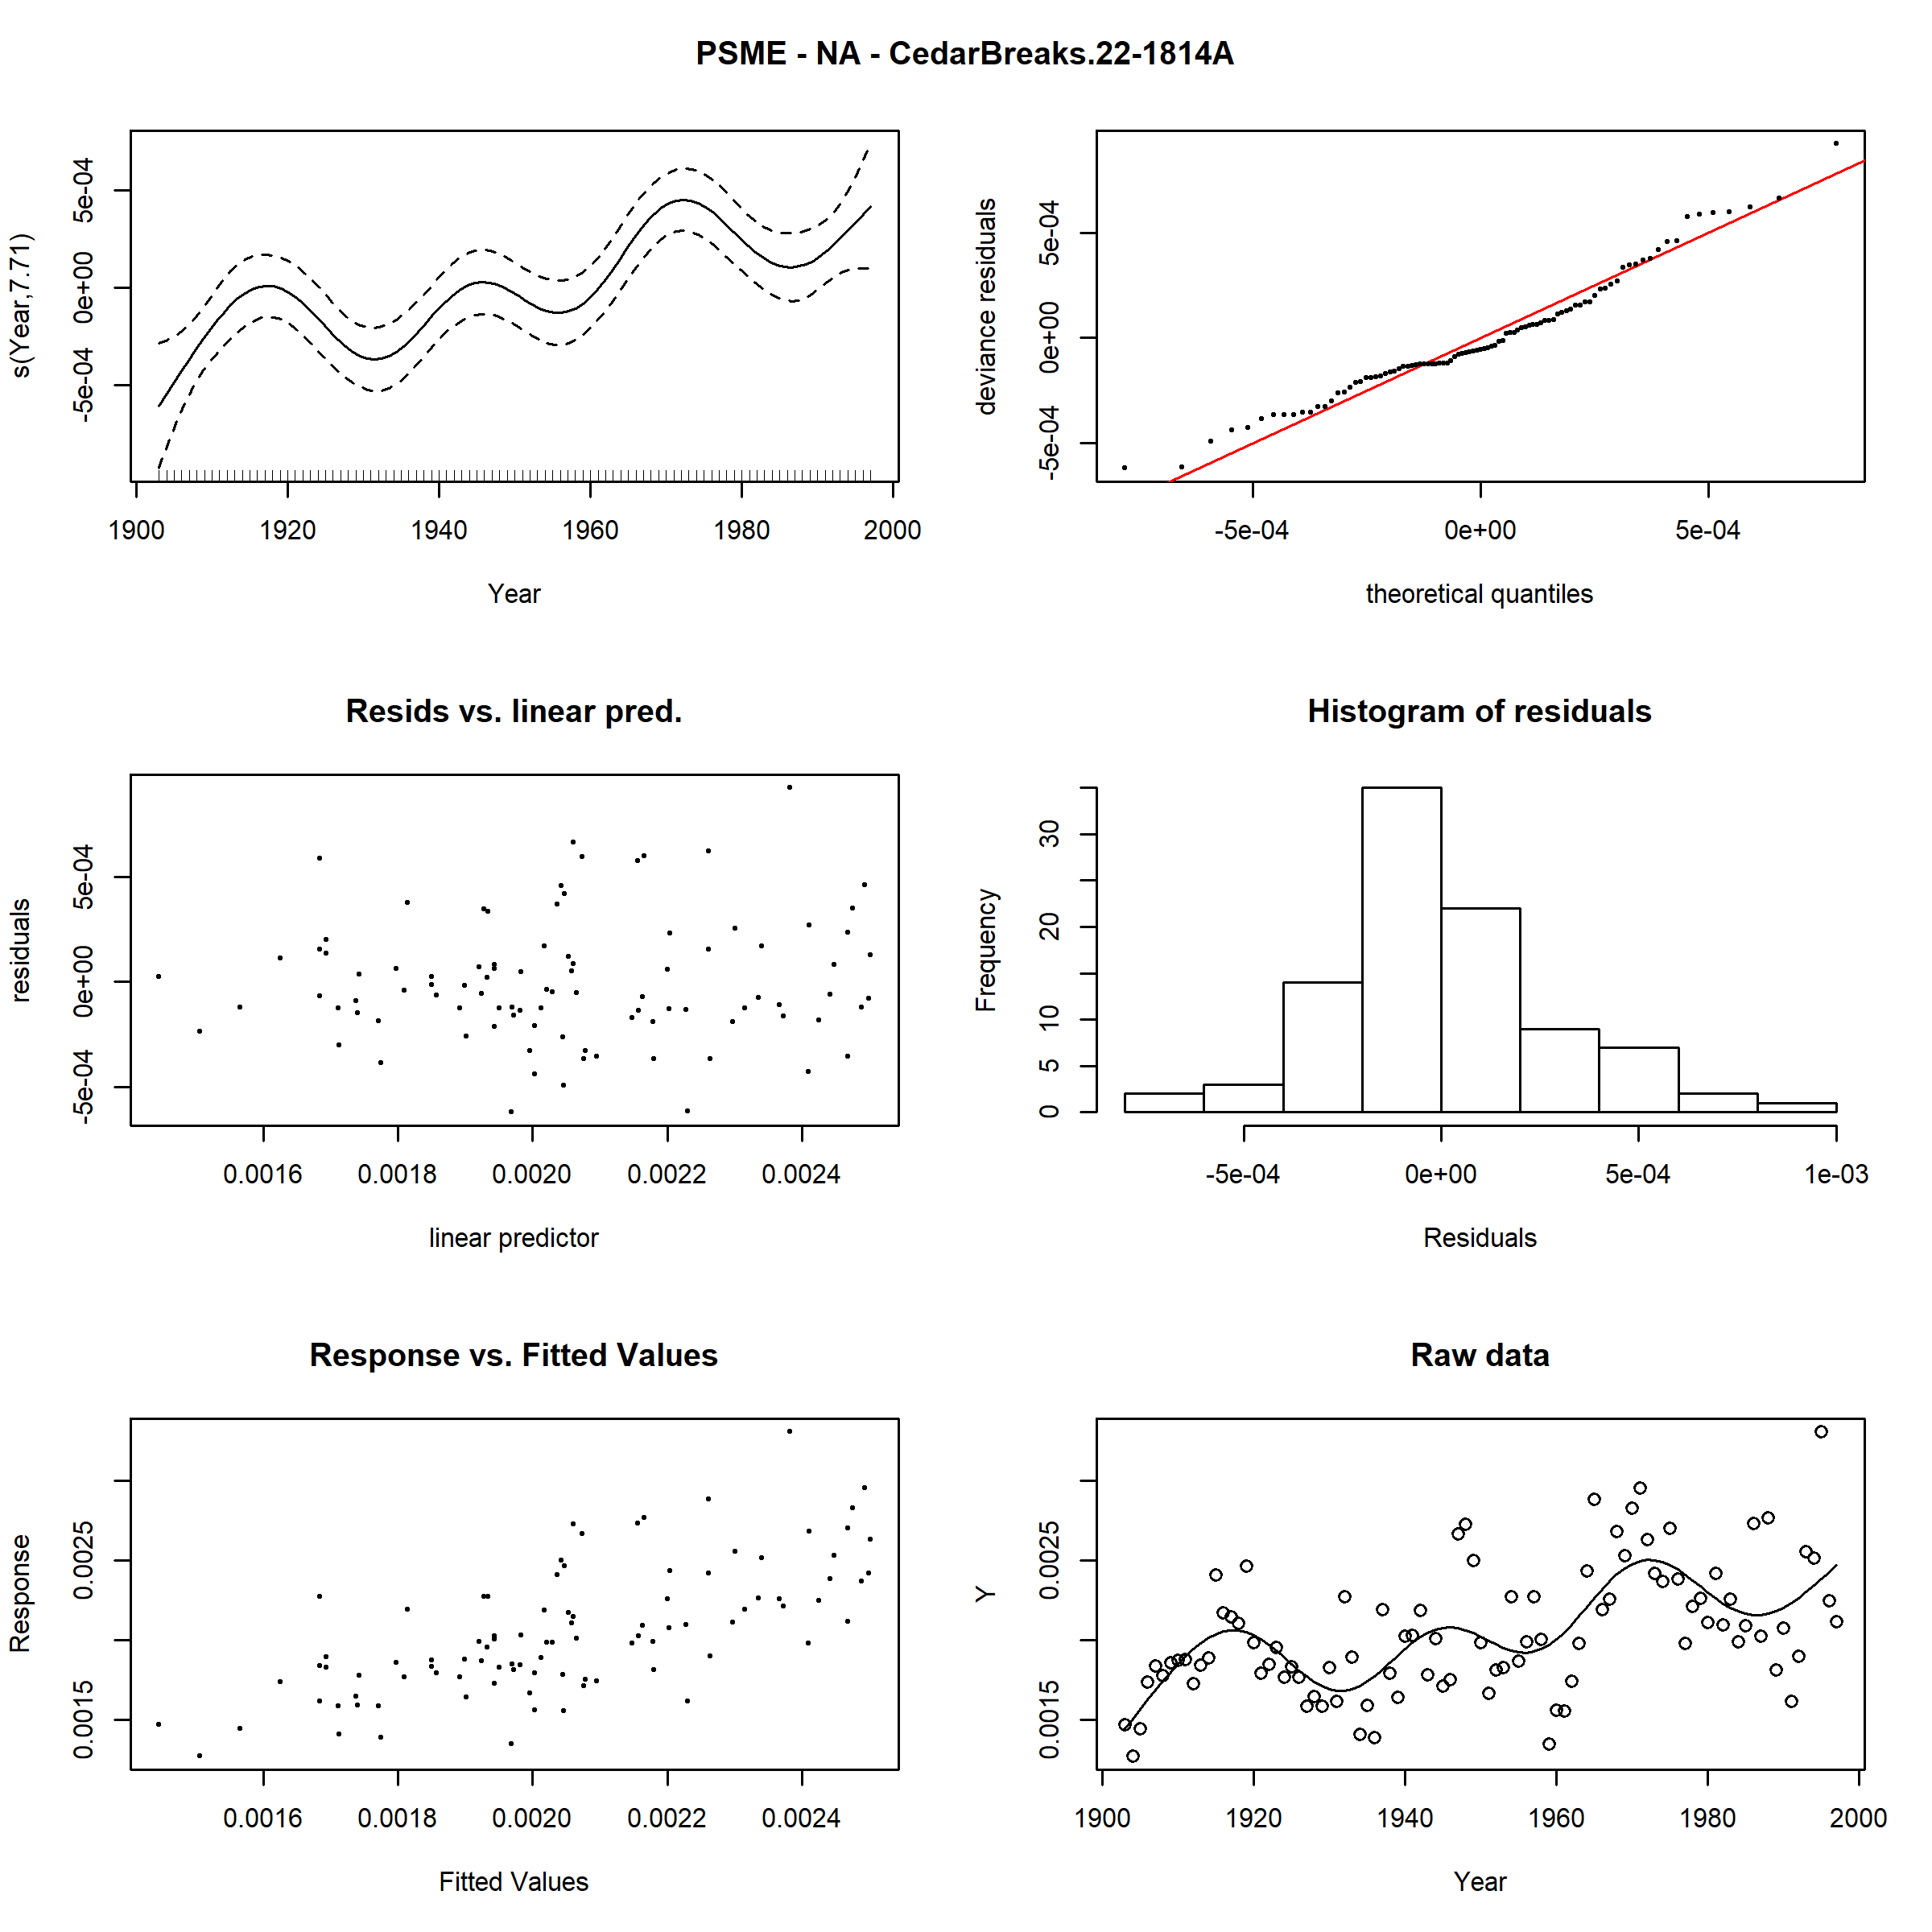 PSME - NA - CedarBreaks.22-1814A
s(Year,7.71)
5e-04
0e+00
-5e-04
1900 1920 1940 1960 1980 2000
Year
deviance residuals
5e-04
0e+00
-5e-04
-5e-04 0e+00 5e-04
theoretical quantiles
Resids vs. linear pred.
residuals
5e-04
0e+00
-5e-04
0.0016 0.0018 0.0020 0.0022 0.0024
linear predictor
Histogram of residuals
Frequency
30
20
10
5
0
-5e-04 0e+00 5e-04 1e-03
Residuals
Response vs. Fitted Values
Response
0.0025
0.0015
0.0016 0.0018 0.0020 0.0022 0.0024
Fitted Values
Raw data
Y
0.0025
0.0015
1900 1920 1940 1960 1980 2000
Year